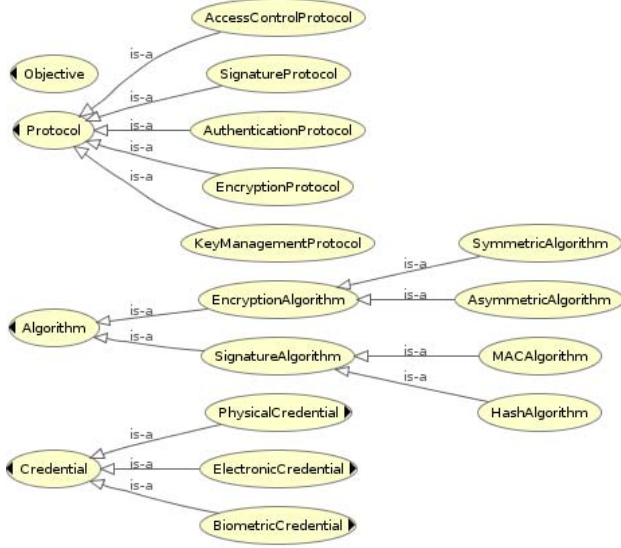 AccessControlProtocol
is-a
Objective
SignatureProtocol
is-a
Protocol
is-a
AuthenticationProtocol
is-a
EncryptionProtocol
is-a
KeyManagementProtocol
SymmetricAlgorithm
is-a
EncryptionAlgorithm
is-a
AsymmetricAlgorithm
is-a
Algorithm
is-a
SignatureAlgorithm
is-a
MACAlgorithm
is-a
HashAlgorithm
PhysicalCredential
is-a
Credential
is-a
ElectronicCredential
is-a
BiometricCredential